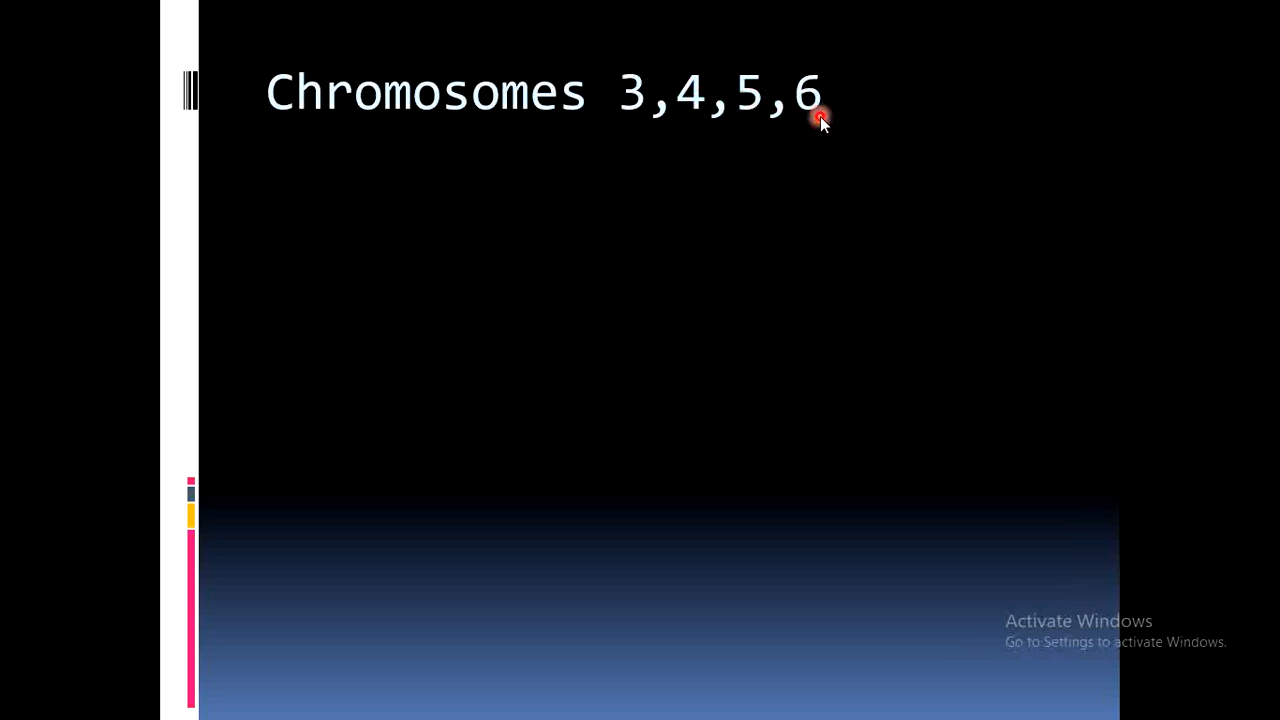 Chromosomes 3,4,5,6
Activate Windows
Go to Settings to activate Windows.